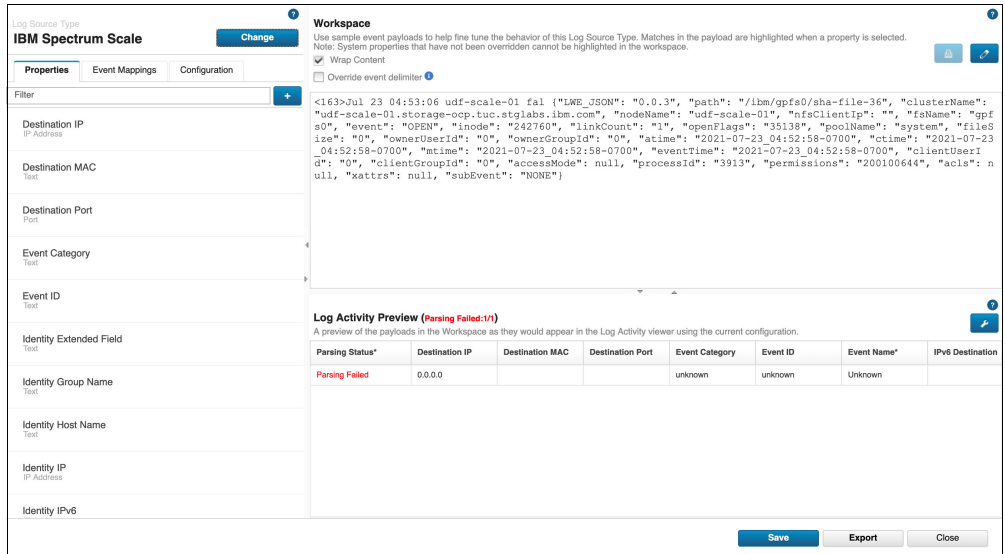 Log Source Type
IBM Spectrum Scale
Change
Properties
Event Mappings
Configuration
Filter
+
Destination IP
IP Address
Destination MAC
Text
Destination Port
Port
Event Category
Text
Event ID
Text
Identity Extended Field
Text
Identity Group Name
Text
Identity Host Name
Text
Identity IP
IP Address
Identity IPv6
?
Workspace
Use sample event payloads to help fine tune the behavior of this Log Source Type. Matches in the payload are highlighted when a property is selected.
Note: System properties that have not been overridden cannot be highlighted in the workspace.
Wrap Content
Override event delimiter
<163>Jul 23 04:53:06 udf-scale-01 fal {"LWE_JSON": "0.0.3", "path": "/ibm/gpfs0/sha-file-36", "clusterName":
"udf-scale-01.storage-ocp.tuc.stglabs.ibm.com", "nodeName": "udf-scale-01", "nfsClientIp": "", "fsName": "gpf
s0", "event": "OPEN", "inode": "242760", "linkCount": "1", "openFlags": "35138", "poolName": "system", "fileS
ize": "0", "ownerUserId": "0", "ownerGroupId": "0", "atime": "2021-07-23_04:52:58-0700", "ctime": "2021-07-23
_04:52:58-0700", "mtime": "2021-07-23_04:52:58-0700", "eventTime": "2021-07-23_04:52:58-0700", "clientUserI
d": "0", "clientGroupId": "0", "accessMode": null, "processId": "3913", "permissions": "200100644", "acls": n
ull, "xattrs": null, "subEvent": "NONE"}
?
?
Log Activity Preview (Parsing Failed:1/1)
A preview of the payloads in the Workspace as they would appear in the Log Activity viewer using the current configuration.
Parsing Status* Destination IP Destination MAC Destination Port Event Category Event ID Event Name* IPv6 Destination
Parsing Failed 0.0.0.0 unknown unknown Unknown
Save
Export
Close